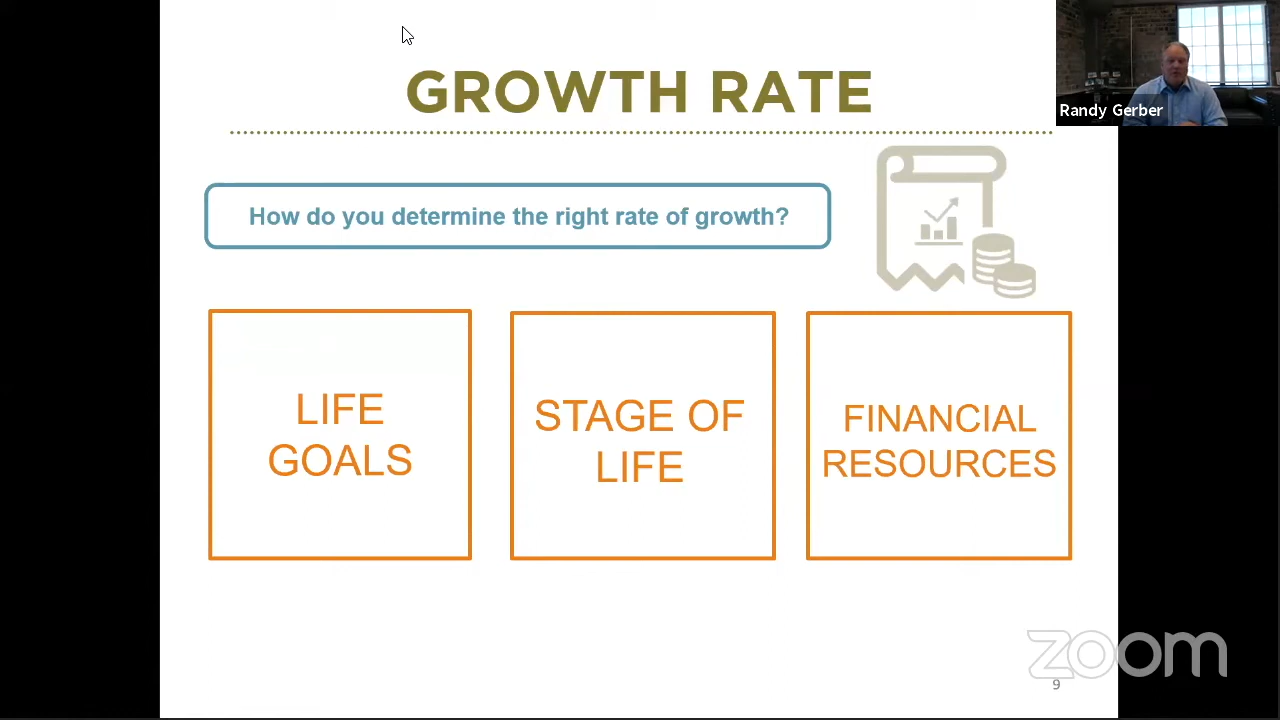 GROWTH RATE
Randy Gerber
How do you determine the right rate of growth?
LIFE
GOALS
STAGE OF
LIFE
FINANCIAL
RESOURCES
zoom
9